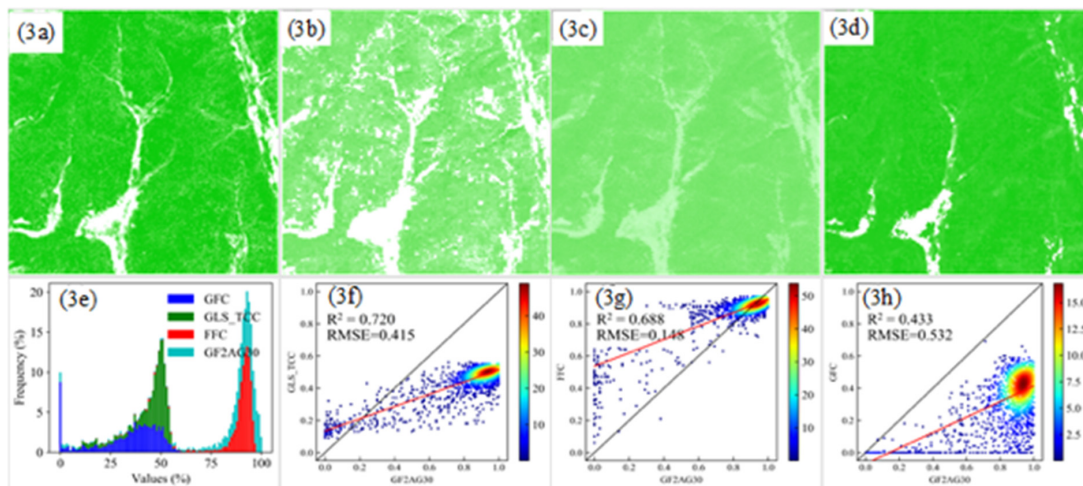 (3a) (3b) (3c) (3d)
(3e)
GFC
GLS_TCC
FFC
GF2AG30
Frequency (%)
20
15
10
5
0
0 25 50 75 100
Values (%)
(3f)
R² = 0.720
RMSE=0.415
GLS_TCC
1.0
0.8
0.6
0.4
0.2
0.0
0.0 0.2 0.4 0.6 0.8 1.0
GF2AG30
40
30
20
10
(3g)
R² = 0.688
RMSE=0.148
FFC
1.0
0.8
0.6
0.4
0.2
0.0
0.0 0.2 0.4 0.6 0.8 1.0
GF2AG30
50
40
30
20
10
(3h)
R² = 0.433
RMSE=0.532
GFC
1.0
0.8
0.6
0.4
0.2
0.0
0.0 0.2 0.4 0.6 0.8 1.0
GF2AG30
15.
12.
10.
7.5
5.0
2.5